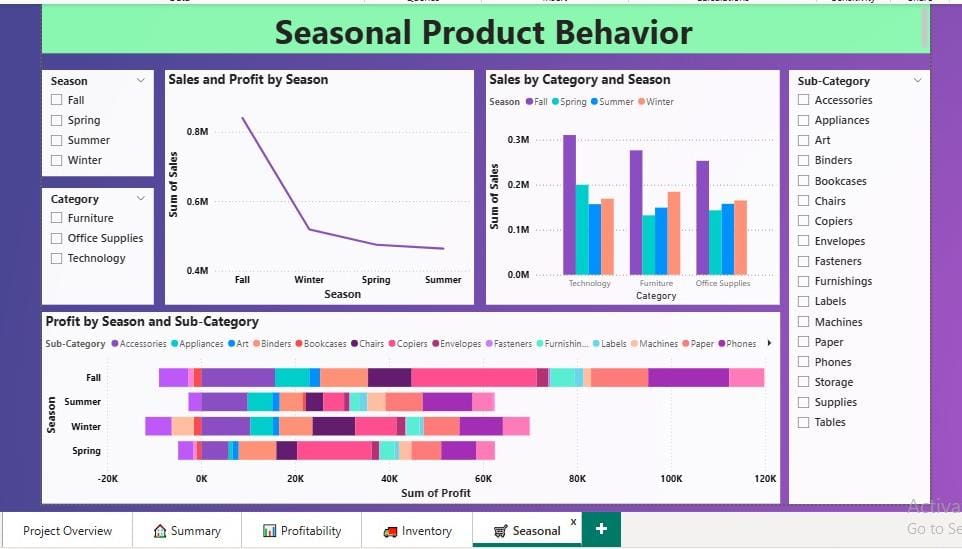 Seasonal Product Behavior
Season
Fall
Spring
Summer
Winter
Category
Furniture
Office Supplies
Technology
Sales and Profit by Season
Sum of Sales
0.8M
0.6M
0.4M
Fall Winter Spring Summer
Season
Sales by Category and Season
Season Fall Spring Summer Winter
Sum of Sales
0.3M
0.2M
0.1M
0.0M
Technology Furniture Office Supplies
Category
Sub-Category
Accessories
Appliances
Art
Binders
Bookcases
Chairs
Copiers
Envelopes
Fasteners
Furnishings
Labels
Machines
Paper
Phones
Storage
Supplies
Tables
Profit by Season and Sub-Category
Sub-Category Accessories Appliances Art Binders Bookcases Chairs Copiers Envelopes Fasteners Furnishin... Labels Machines Paper Phones
Season
Fall
Summer
Winter
Spring
-20K 0K 20K 40K 60K 80K 100K 120K
Sum of Profit
Activa
Go to Se
Project Overview Summary Profitability Inventory Seasonal x +